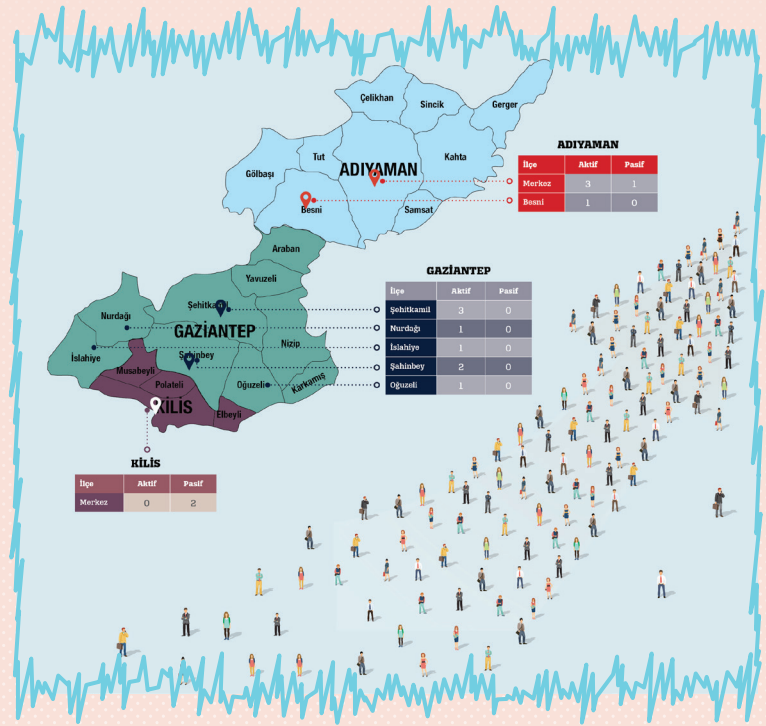 Çelikhan
Sincik
Gerger
Tut
Kahta
Gölbaşı
ADIYAMAN
Besni
Samsat
ADIYAMAN
İlçe Aktif Pasif
Merkez 3 1
Besni 1 0
Araban
Yavuzeli
Şehitkamil
Nurdağı
GAZİANTEP
Nizip
İslahiye
Şahinbey
Musabeyli
Polateli
Oğuzeli
Karkamış
KİLİS
Elbeyli
GAZİANTEP
İlçe Aktif Pasif
Şehitkamil 3 0
Nurdağı 1 0
İslahiye 1 0
Şahinbey 2 0
Oğuzeli 1 0
KİLİS
İlçe Aktif Pasif
Merkez 0 2